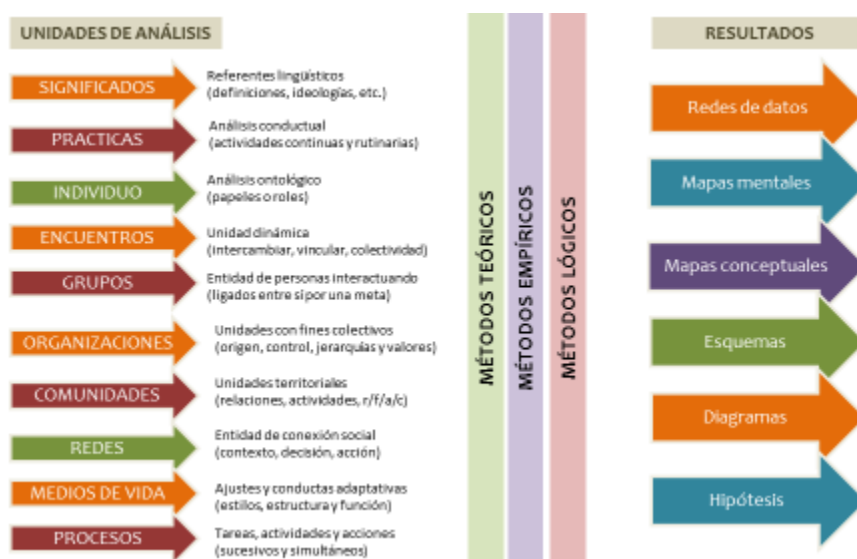 UNIDADES DE ANÁLISIS
SIGNIFICADOS
Referentes lingüísticos
(definiciones, ideologías, etc.)
PRACTICAS
Análisis conductual
(actividades continuas y rutinarias)
INDIVIDUO
Análisis ontológico
(papeles o roles)
ENCUENTROS
Unidad dinámica
(intercambiar, vincular, colectividad)
GRUPOS
Entidad de personas interactuando
(ligados entre sí por una meta)
ORGANIZACIONES
Unidades con fines colectivos
(origen, control, jerarquías y valores)
COMUNIDADES
Unidades territoriales
(relaciones, actividades, r/f/a/c)
REDES
Entidad de conexión social
(contexto, decisión, acción)
MEDIOS DE VIDA
Ajustes y conductas adaptativas
(estilos, estructura y función)
PROCESOS
Tareas, actividades y acciones
(sucesivos y simultáneos)
MÉTODOS TEÓRICOS
MÉTODOS EMPÍRICOS
MÉTODOS LÓGICOS
RESULTADOS
Redes de datos
Mapas mentales
Mapas conceptuales
Esquemas
Diagramas
Hipótesis